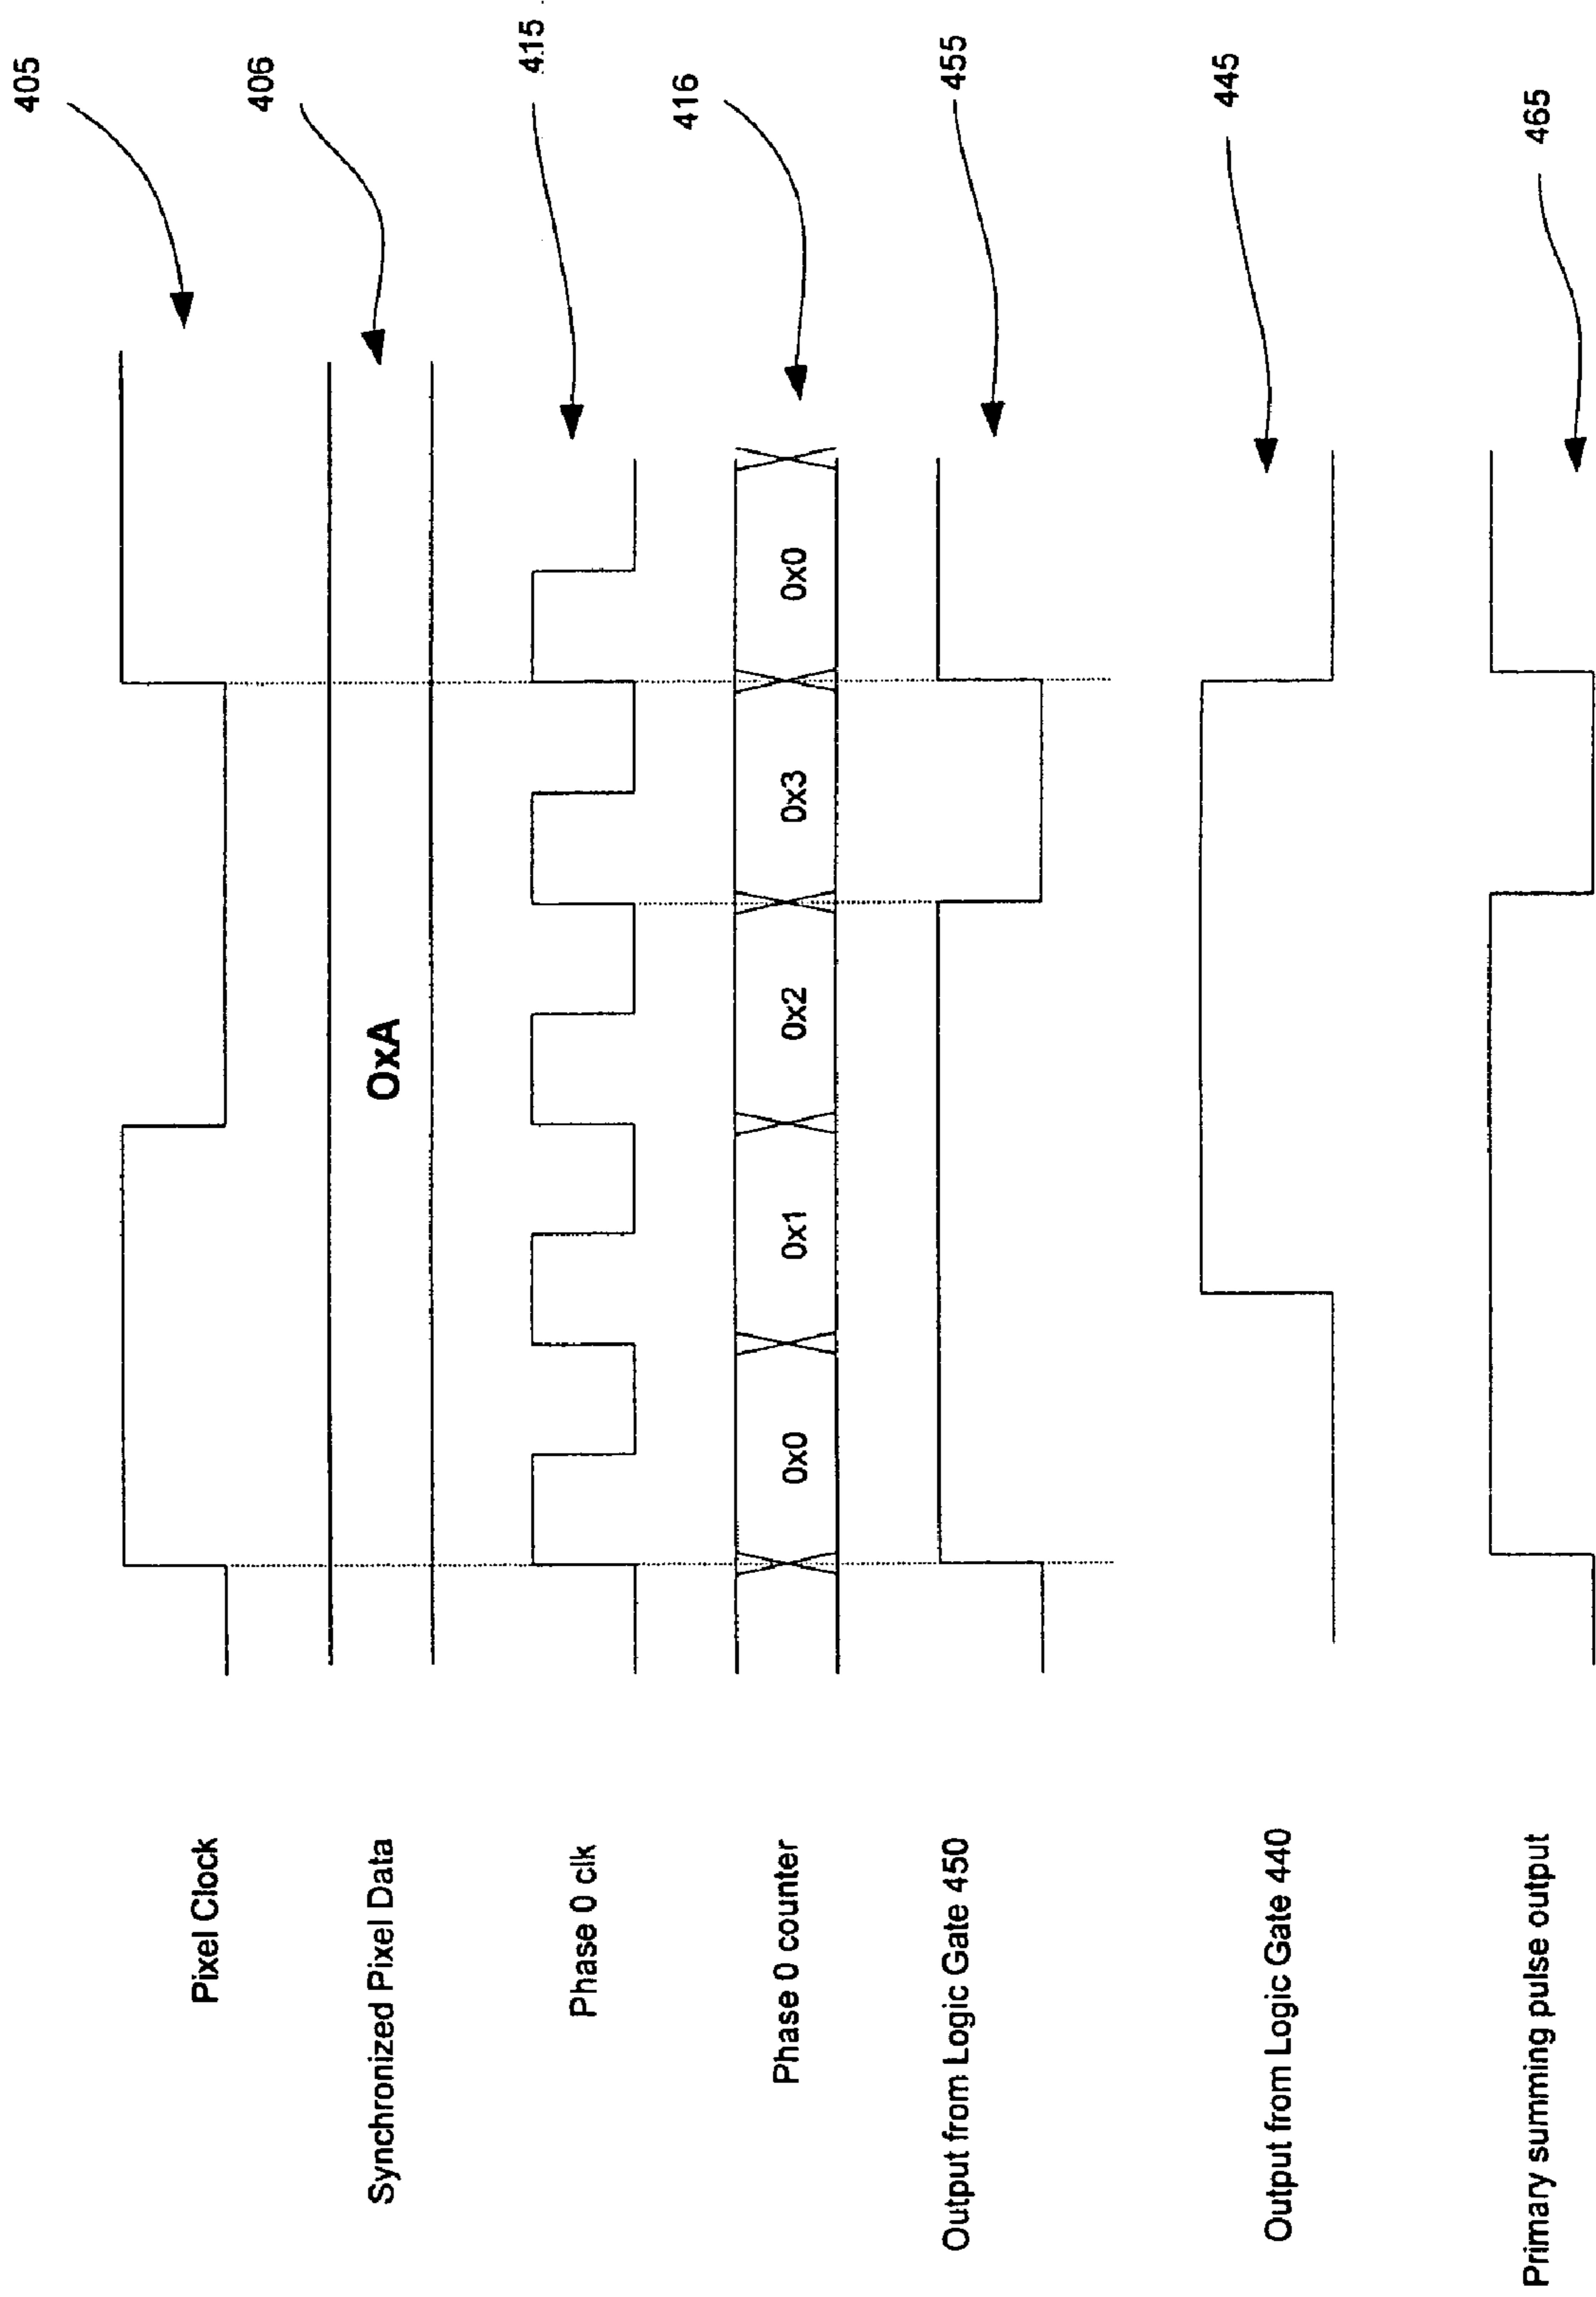 Pixel Clock
405
Synchronized Pixel Data
OxA
406
Phase 0 clk
415
Phase 0 counter
0x0
0x1
0x2
0x3
0x0
416
Output from Logic Gate 450
455
Output from Logic Gate 440
445
Primary summing pulse output
465